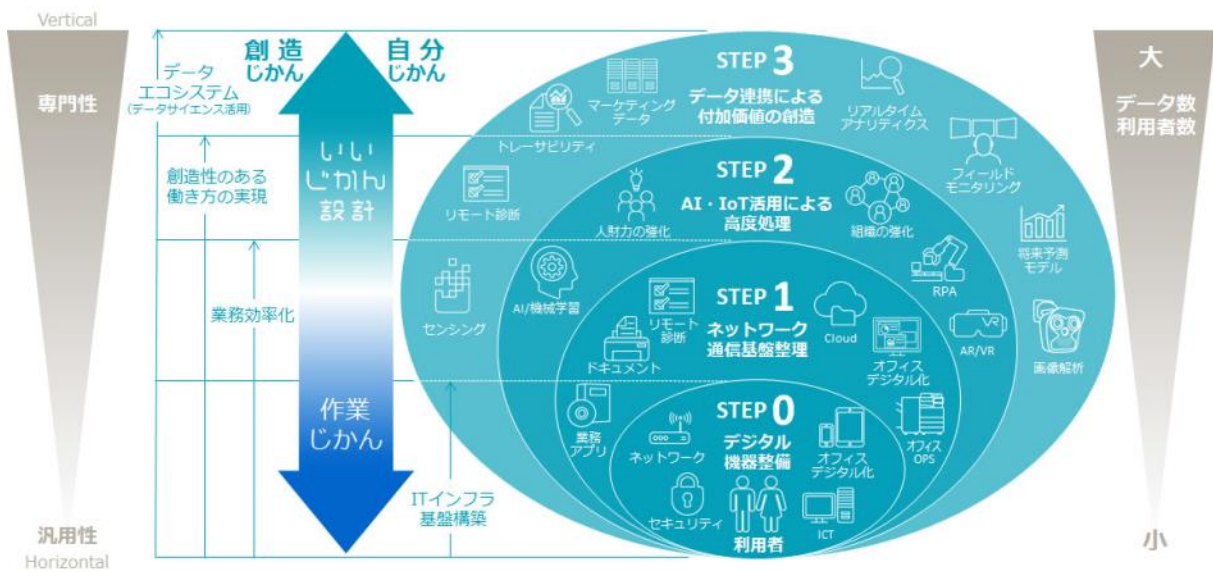 Vertical
専門性
汎用性
Horizontal
データ
エコシステム
(データサイエンス活用)
創造性のある
働き方の実現
業務効率化
ITインフラ
基盤構築
創造
じかん
自分
じかん
いい
じかん
設計
作業
じかん
STEP 3
データ連携による
付加価値の創造
トレーサビリティ
マーケティング
データ
リアルタイム
アナリティクス
フィールド
モニタリング
リモート診断
センシング
将来予測
モデル
画像解析
STEP 2
AI・IoT活用による
高度処理
人財力の強化
組織の強化
AI/機械学習
RPA
VR
AR/VR
STEP 1
ネットワーク
通信基盤整理
リモート
診断
Cloud
ドキュメント
オフィス
デジタル化
業務
アプリ
オフィス
OPS
STEP 0
デジタル
機器整備
ネットワーク
オフィス
デジタル化
セキュリティ
利用者
ICT
大
データ数
利用者数
小